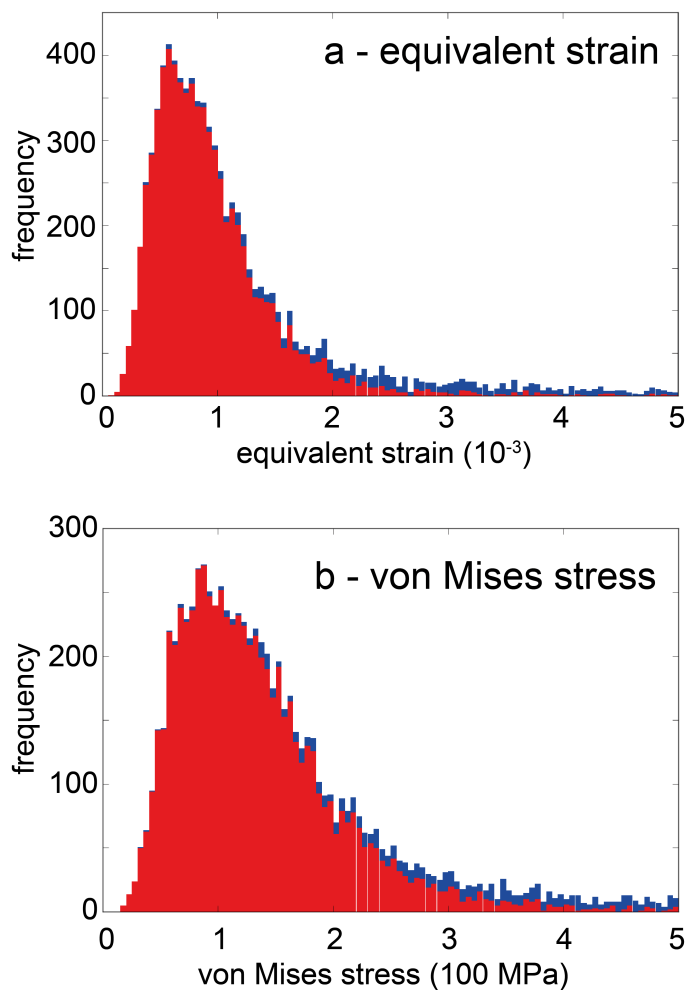 a - equivalent strain
400
300
200
100
0
frequency
0 1 2 3 4 5
equivalent strain (10-3)
b - von Mises stress
300
200
100
0
frequency
0 1 2 3 4 5
von Mises stress (100 MPa)